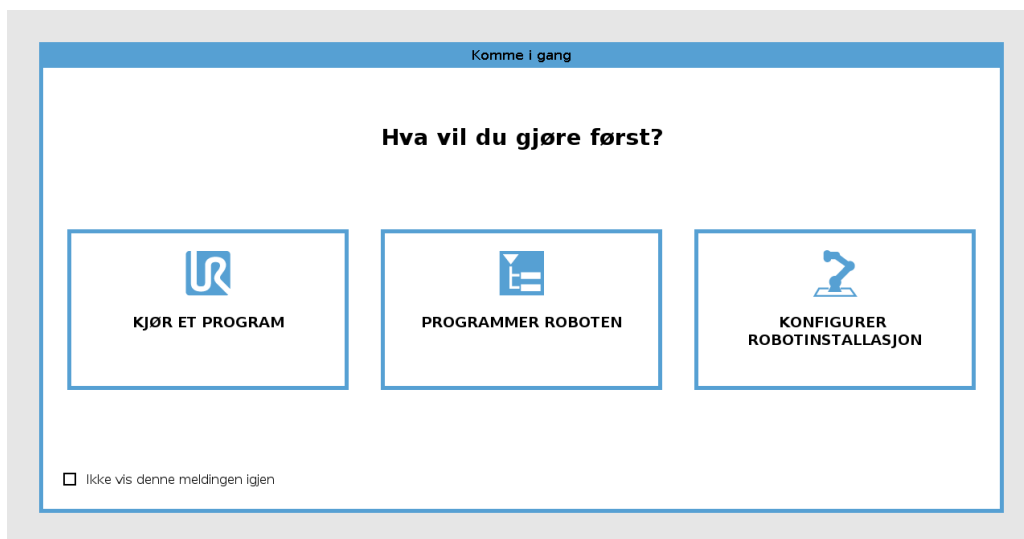 Komme i gang
Hva vil du gjøre først?
KJØR ET PROGRAM
PROGRAMMER ROBOTEN
KONFIGURER
ROBOTINSTALLASJON
Ikke vis denne meldingen igjen